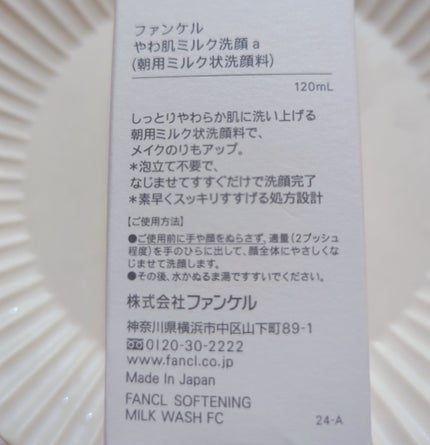 ファンケル
やわ肌ミルク洗顔 a
(朝用ミルク状洗顔料)
120mL
しっとりやわらか肌に洗い上げる
朝用ミルク状洗顔料で、
メイクのりもアップ。
＊泡立て不要で、
なじませてすすぐだけで洗顔完了
＊素早くスッキリすすげる処方設計
【ご使用方法】
●ご使用前に手や顔をぬらさず、適量（2プッシュ
程度）を手のひらに出して、顔全体にやさしくな
じませて洗顔します。
●その後、水かぬるま湯ですすいでください。
株式会社ファンケル
神奈川県横浜市中区山下町89-1
0120-30-2222
www.fancl.co.jp
Made In Japan
FANCL SOFTENING
MILK WASH FC
24-A